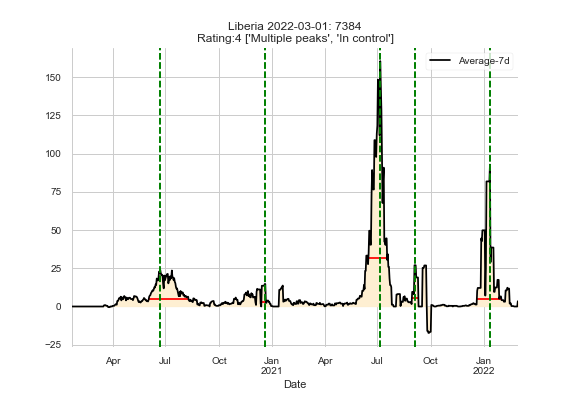 Liberia 2022-03-01: 7384
Rating:4 ['Multiple peaks', 'In control']
Average-7d
150
125
100
75
50
25
0
−25
Apr
Jul
Oct
Jan
2021
Apr
Jul
Oct
Jan
2022
Date